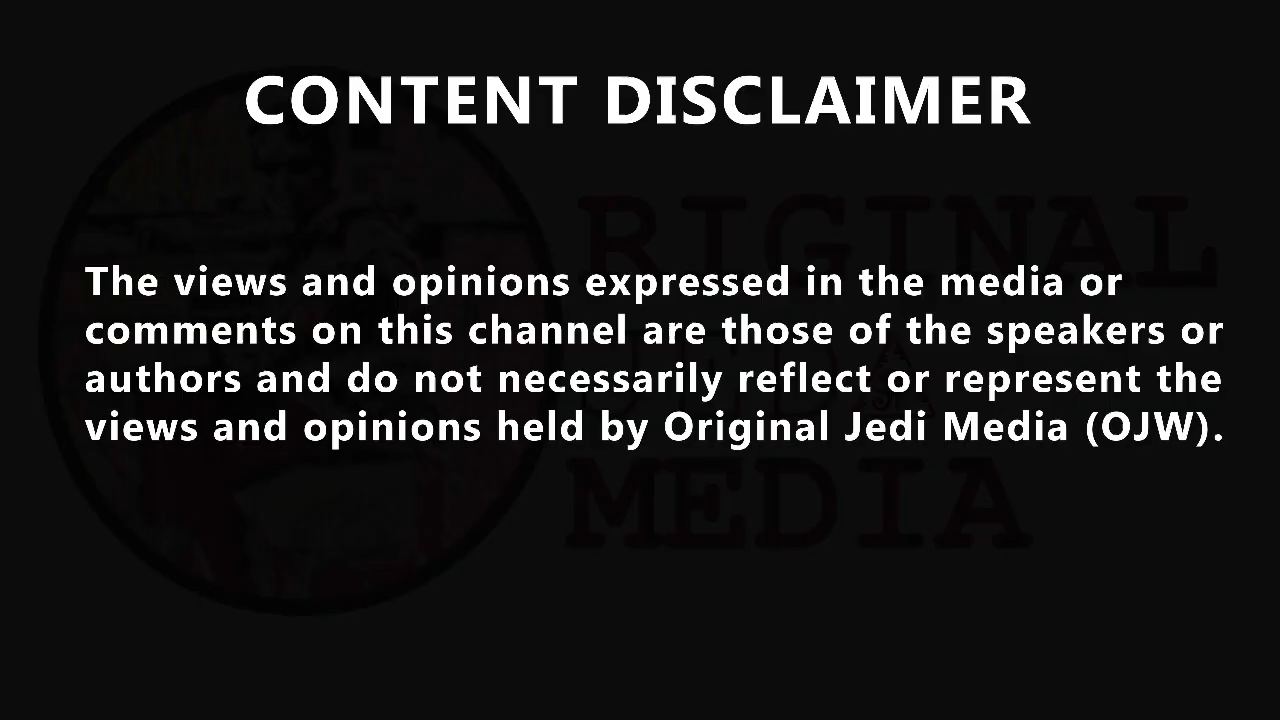 CONTENT DISCLAIMER
RIGINAL
The views and opinions expressed in the media or
comments on this channel are those of the speakers or
authors and do not necessarily reflect or represent the
views and opinions held by Original Jedi Media (OJW).
MEDIA